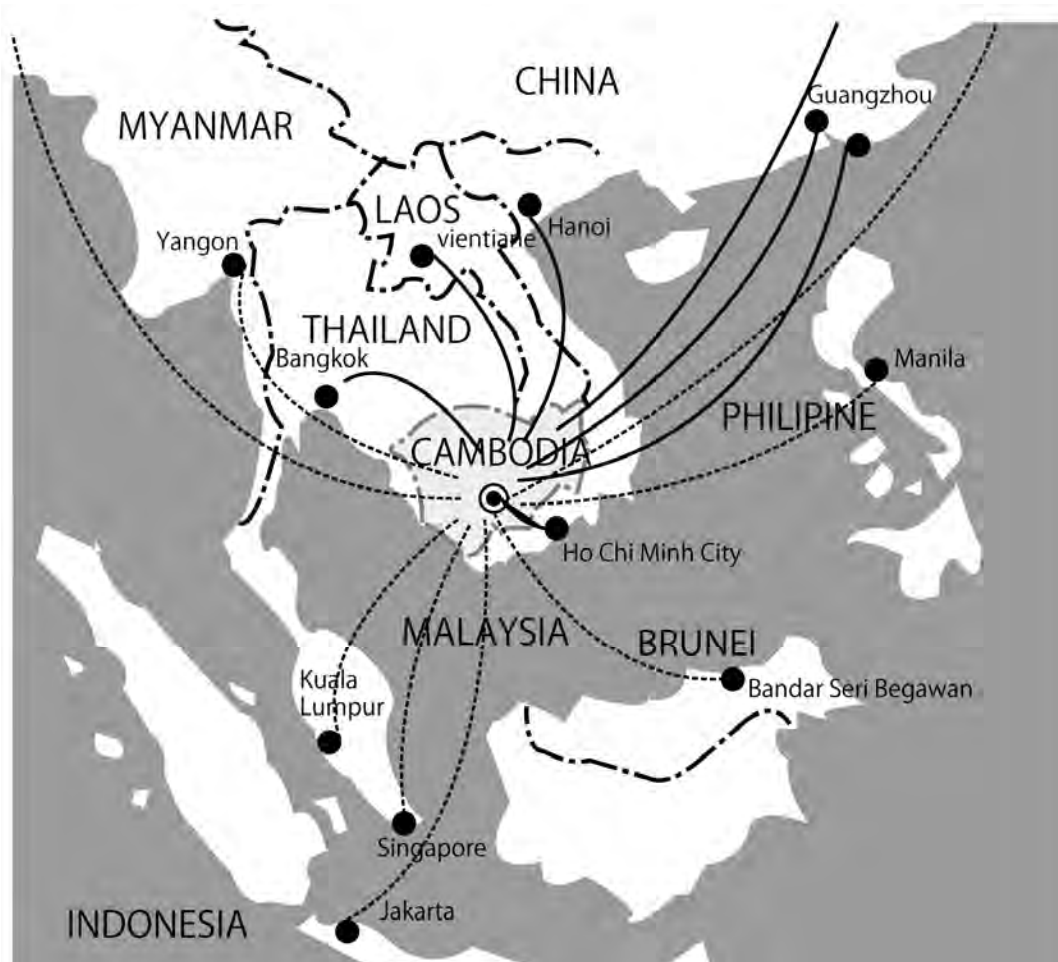 CHINA
Guangzhou
MYANMAR
LAOS
Hanoi
Yangon
vientiane
THAILAND
Bangkok
Manila
PHILIPINE
CAMBODIA
Ho Chi Minh City
MALAYSIA
BRUNEI
Kuala
Lumpur
Bandar Seri Begawan
Singapore
Jakarta
INDONESIA